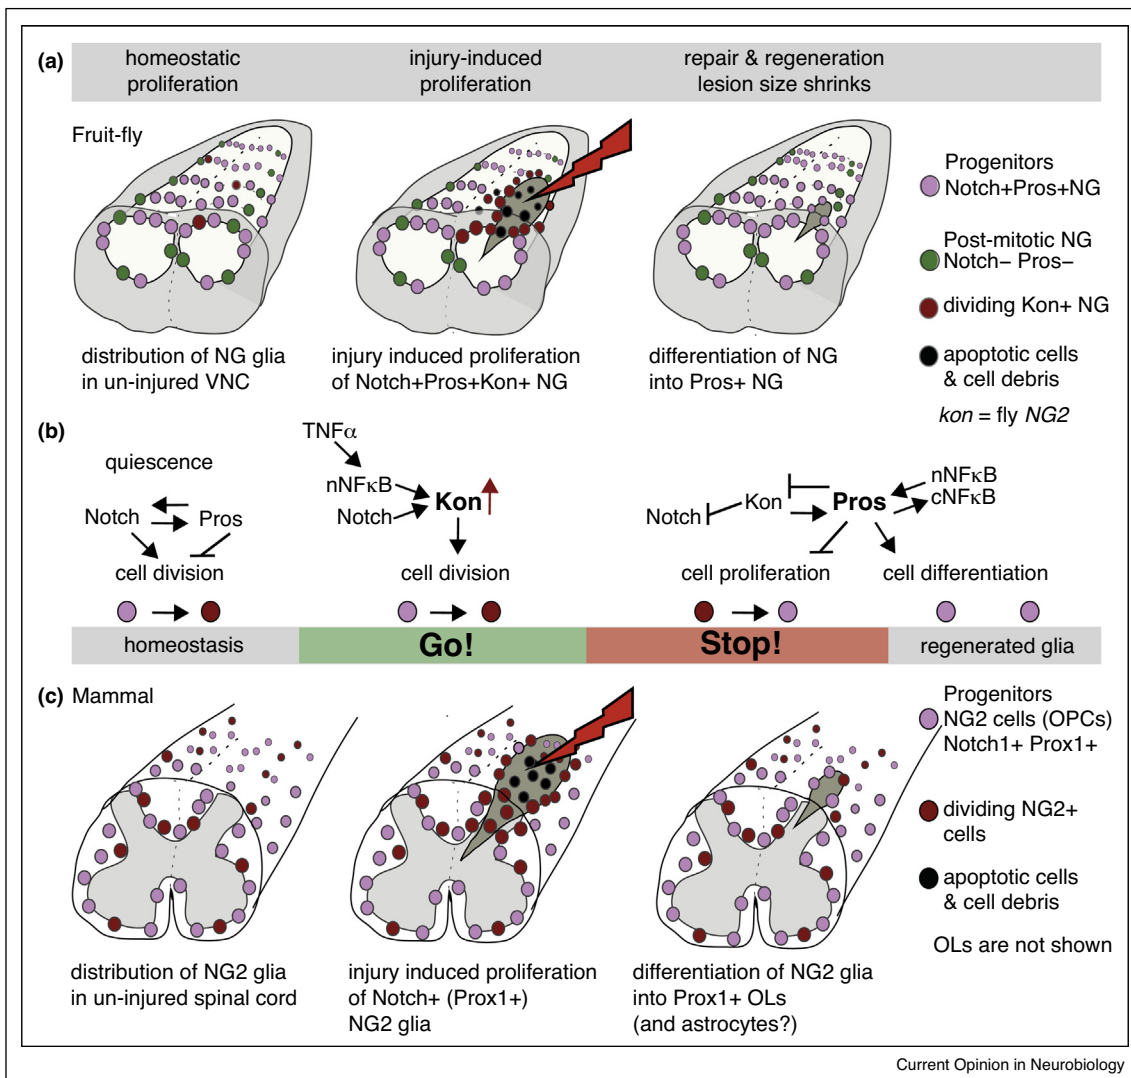 (a)
homeostatic
proliferation
injury-induced
proliferation
repair & regeneration
lesion size shrinks
Fruit-fly
Progenitors
Notch+Pros+NG
Post-mitotic NG
Notch– Pros–
dividing Kon+ NG
apoptotic cells
& cell debris
kon = fly NG2
distribution of NG glia
in un-injured VNC
injury induced proliferation
of Notch+Pros+Kon+ NG
differentiation of NG
into Pros+ NG
(b)
quiescence
Notch
Pros
cell division
TNFα
nNFκB
Notch
Kon
cell division
Notch
Kon
Pros
nNFκB
cNFκB
cell proliferation
cell differentiation
homeostasis
Go!
Stop!
regenerated glia
(c) Mammal
Progenitors
NG2 cells (OPCs)
Notch1+ Prox1+
dividing NG2+
cells
apoptotic cells
& cell debris
OLs are not shown
distribution of NG2 glia
in un-injured spinal cord
injury induced proliferation
of Notch+ (Prox1+)
NG2 glia
differentiation of NG2 glia
into Prox1+ OLs
(and astrocytes?)
Current Opinion in Neurobiology